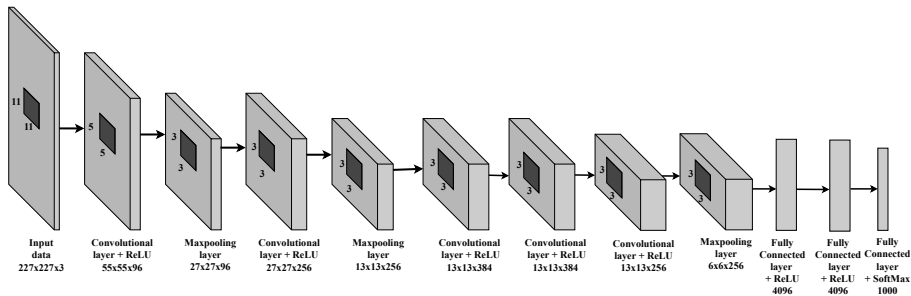 11
11
5
5
3
3
3
3
3
3
3
3
3
3
3
3
3
3
Input
data
227x227x3
Convolutional
layer + ReLU
55x55x96
Maxpooling layer
27x27x96
Convolutional
layer + ReLU
27x27x256
Maxpooling
layer
13x13x256
Convolutional
layer + ReLU
13x13x384
Convolutional
layer + ReLU
13x13x384
Convolutional
layer + ReLU
13x13x256
Maxpooling
layer
6x6x256
Fully
Connected
layer
+ ReLU
4096
Fully
Connected
layer
+ ReLU
4096
Fully
Connected
layer
+ SoftMax
1000